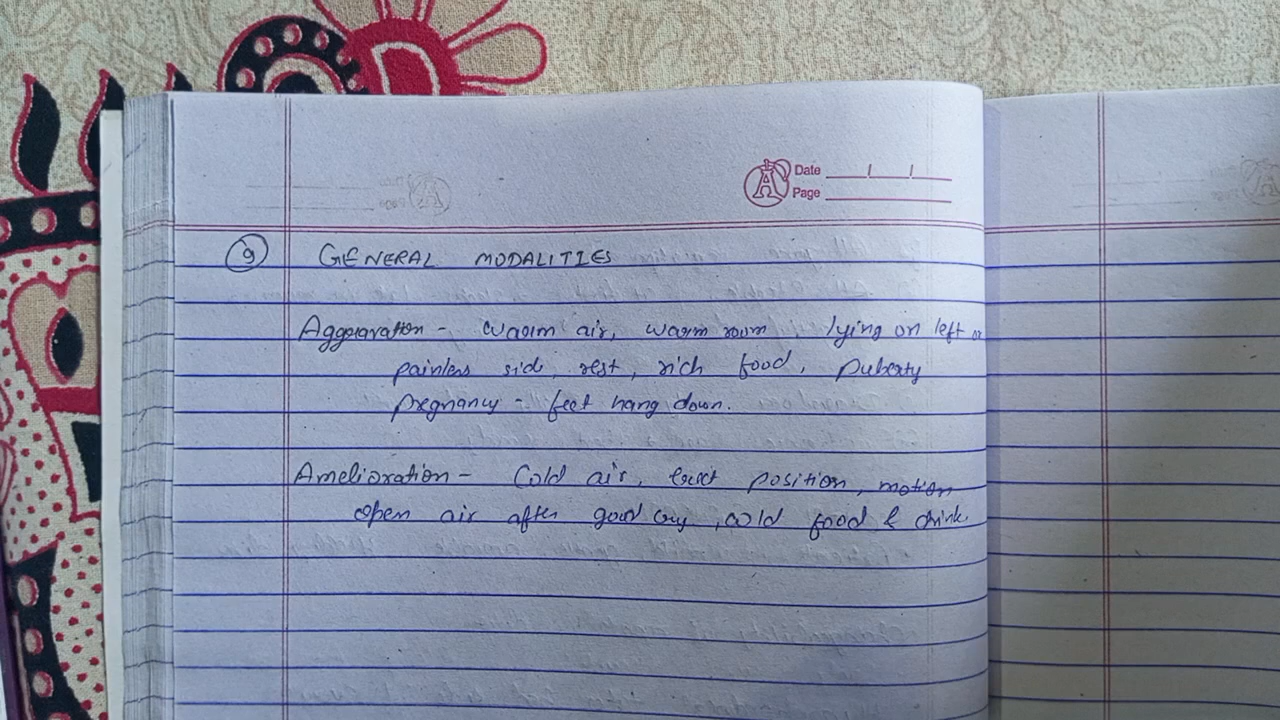 Date
Page
9 GENERAL MODALITIES
Aggravation - warm air, warm room, lying on left or
painless side, rest, rich food, Puberty
Pregnancy - feet hang down.
Amelioration - Cold air, erect position, motion
open air after good cry, cold food & drink.